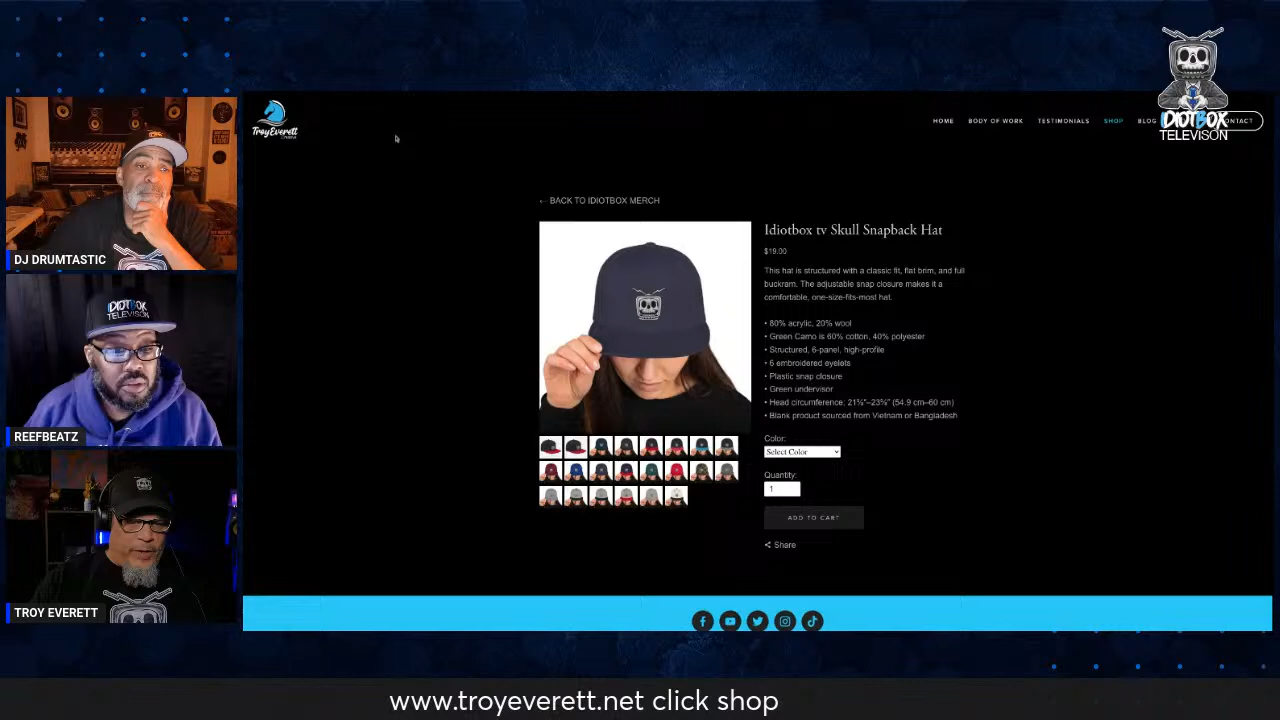 IDIOTBOX
TELEVISON
TroyEverett
HOME
BODY OF WORK
TESTIMONIALS
SHOP
BLOG
CONTACT
DJ DRUMTASTIC
IDIOTBOX
TELEVISON
REEFBEATZ
TROY EVERETT
← BACK TO IDIOTBOX MERCH
Idiotbox tv Skull Snapback Hat
$19.00
This hat is structured with a classic fit, flat brim, and full
buckram. The adjustable snap closure makes it a
comfortable, one-size-fits-most hat.
• 80% acrylic, 20% wool
• Green Camo is 60% cotton, 40% polyester
• Structured, 6-panel, high-profile
• 6 embroidered eyelets
• Plastic snap closure
• Green undervisor
• Head circumference: 21⅝″–23⅝″ (54.9 cm–60 cm)
• Blank product sourced from Vietnam or Bangladesh
Color:
Select Color
Quantity:
1
ADD TO CART
Share
www.troyeverett.net click shop